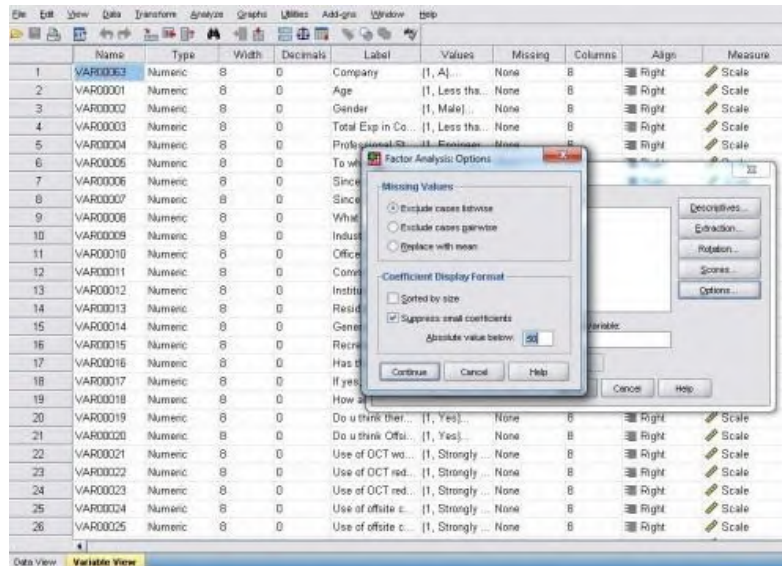 File Edit View Data Transform Analyze Graphs Utilities Add-ons Window Help
Name Type Width Decimals Label Values Missing Columns Align Measure
1 VAR00063 Numeric 8 0 Company {1, A}... None 8 Right Scale
2 VAR00001 Numeric 8 0 Age {1, Less tha... None 8 Right Scale
3 VAR00002 Numeric 8 0 Gender {1, Male}... None 8 Right Scale
4 VAR00003 Numeric 8 0 Total Exp in Co... {1, Less tha... None 8 Right Scale
5 VAR00004 Numeric 8 0 Professional St... {1, Engineer... None 8 Right Scale
6 VAR00005 Numeric 8 0 To wh
7 VAR00006 Numeric 8 0 Since
8 VAR00007 Numeric 8 0 Since
9 VAR00008 Numeric 8 0 What
10 VAR00009 Numeric 8 0 Indust
11 VAR00010 Numeric 8 0 Office
12 VAR00011 Numeric 8 0 Comm
13 VAR00012 Numeric 8 0 Institu
14 VAR00013 Numeric 8 0 Resid
15 VAR00014 Numeric 8 0 Gener
16 VAR00015 Numeric 8 0 Recre
17 VAR00016 Numeric 8 0 Has t
18 VAR00017 Numeric 8 0 If yes,
19 VAR00018 Numeric 8 0 How a
20 VAR00019 Numeric 8 0 Do u think ther... {1, Yes}... None 8 Right Scale
21 VAR00020 Numeric 8 0 Do u think Offsi... {1, Yes}... None 8 Right Scale
22 VAR00021 Numeric 8 0 Use of OCT wo... {1, Strongly ... None 8 Right Scale
23 VAR00022 Numeric 8 0 Use of OCT red... {1, Strongly ... None 8 Right Scale
24 VAR00023 Numeric 8 0 Use of OCT red... {1, Strongly ... None 8 Right Scale
25 VAR00024 Numeric 8 0 Use of offsite c... {1, Strongly ... None 8 Right Scale
26 VAR00025 Numeric 8 0 Use of offsite c... {1, Strongly ... None 8 Right Scale
Factor Analysis: Options
Missing Values
Exclude cases listwise
Exclude cases pairwise
Replace with mean
Coefficient Display Format
Sorted by size
Suppress small coefficients
Absolute value below: .50
Continue Cancel Help
Descriptives...
Extraction...
Rotation...
Scores...
Options...
Variable:
Cancel Help
Data View Variable View